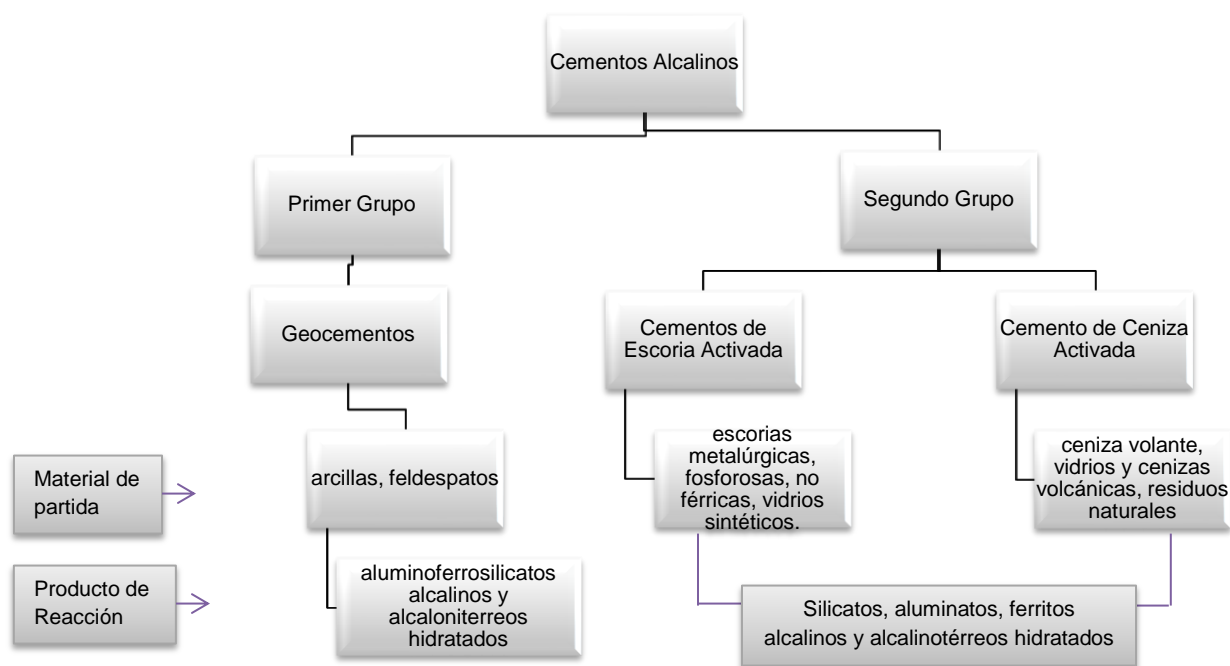 Cementos Alcalinos
Primer Grupo
Segundo Grupo
Geocementos
Cementos de
Escoria Activada
Cemento de Ceniza
Activada
Material de
partida
arcillas, feldespatos
escorias
metalúrgicas,
fosforosas, no
férricas, vidrios
sintéticos.
ceniza volante,
vidrios y cenizas
volcánicas, residuos
naturales
Producto de
Reacción
aluminoferrosilicatos
alcalinos y
alcaloniterreos
hidratados
Silicatos, aluminatos, ferritos
alcalinos y alcalinotérreos hidratados